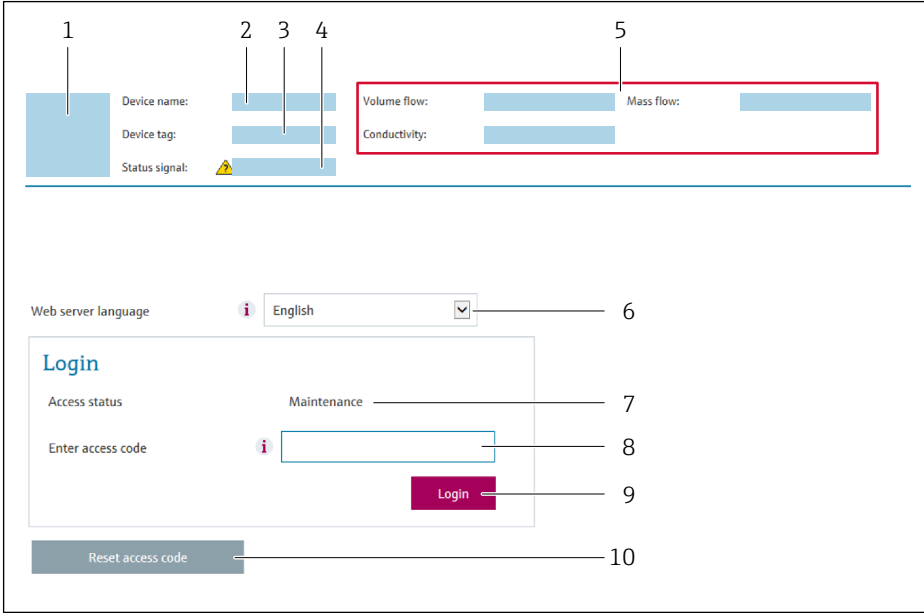 1 2 3 4 5
Device name: Volume flow: Mass flow:
Device tag: Conductivity:
Status signal: ?
Web server language i English 6
Login
Access status Maintenance 7
Enter access code i 8
Login 9
Reset access code 10